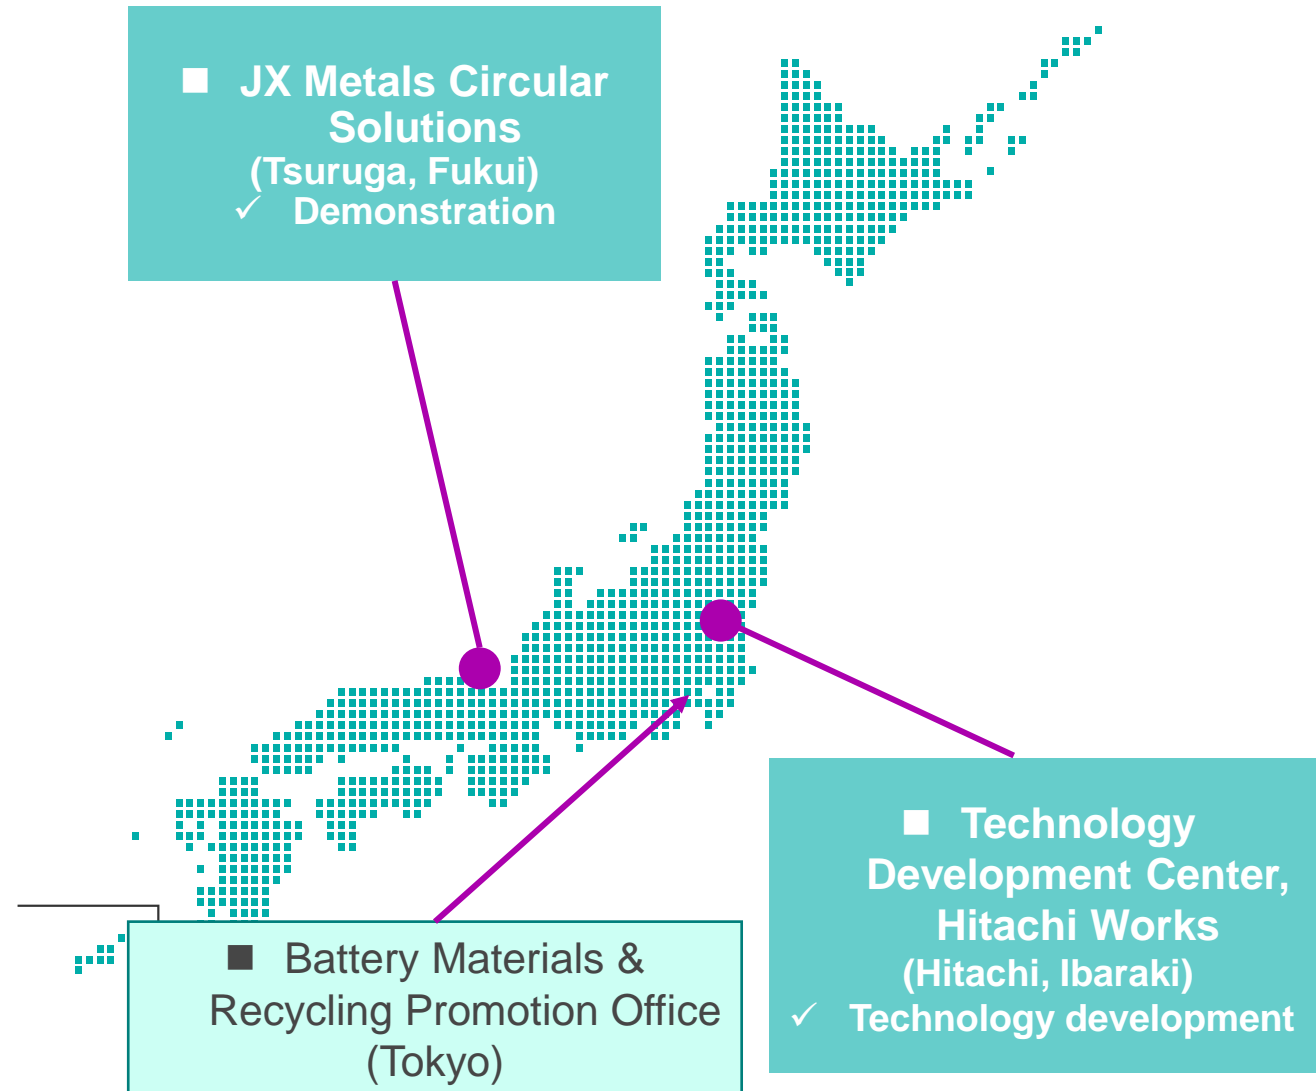 ■ JX Metals Circular
Solutions
(Tsuruga, Fukui)
✓ Demonstration
■ Technology
Development Center,
Hitachi Works
(Hitachi, Ibaraki)
✓ Technology development
■ Battery Materials &
Recycling Promotion Office
(Tokyo)